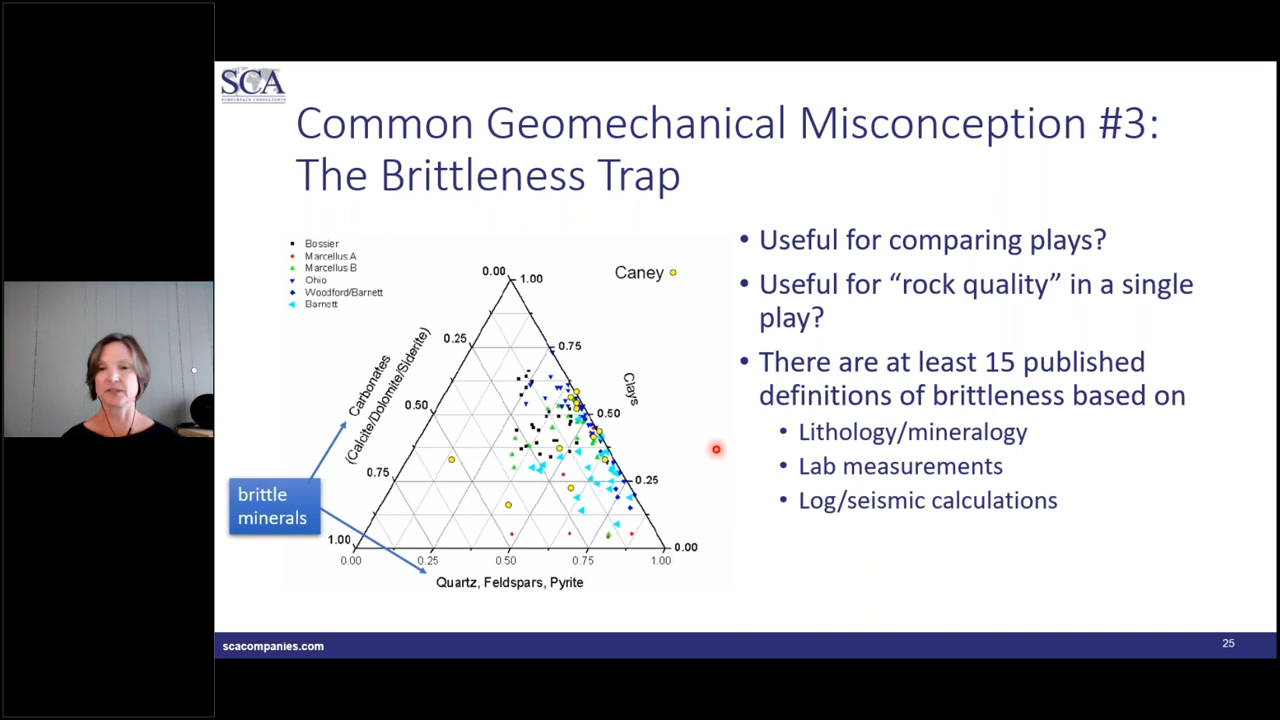 SCA
SUBSURFACE CONSULTANTS
Common Geomechanical Misconception #3:
The Brittleness Trap
Bossier
Marcellus A
Marcellus B
Ohio
Woodford/Barnett
Barnett
Caney
0.00
1.00
0.25
0.75
0.50
0.50
0.75
0.25
1.00
0.00
0.00
0.25
0.50
0.75
1.00
Carbonates
(Calcite/Dolomite/Siderite)
Clays
Quartz, Feldspars, Pyrite
brittle
minerals
• Useful for comparing plays?
• Useful for “rock quality” in a single
play?
• There are at least 15 published
definitions of brittleness based on
• Lithology/mineralogy
• Lab measurements
• Log/seismic calculations
scacompanies.com
25